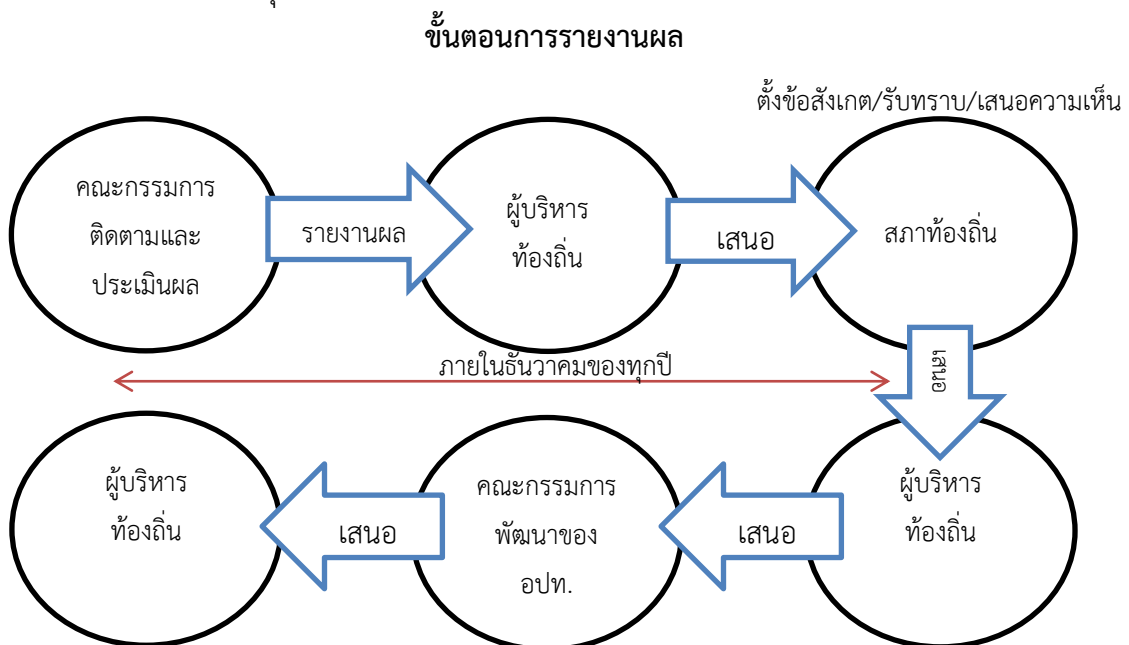 ขั้นตอนการรายงานผล
ตั้งข้อสังเกต/รับทราบ/เสนอความเห็น
คณะกรรมการ
ติดตามและ
ประเมินผล
รายงานผล
ผู้บริหาร
ท้องถิ่น
เสนอ
สภาท้องถิ่น
เสนอ
ภายในธันวาคมของทุกปี
ผู้บริหาร
ท้องถิ่น
เสนอ
คณะกรรมการ
พัฒนาของ
อปท.
เสนอ
ผู้บริหาร
ท้องถิ่น